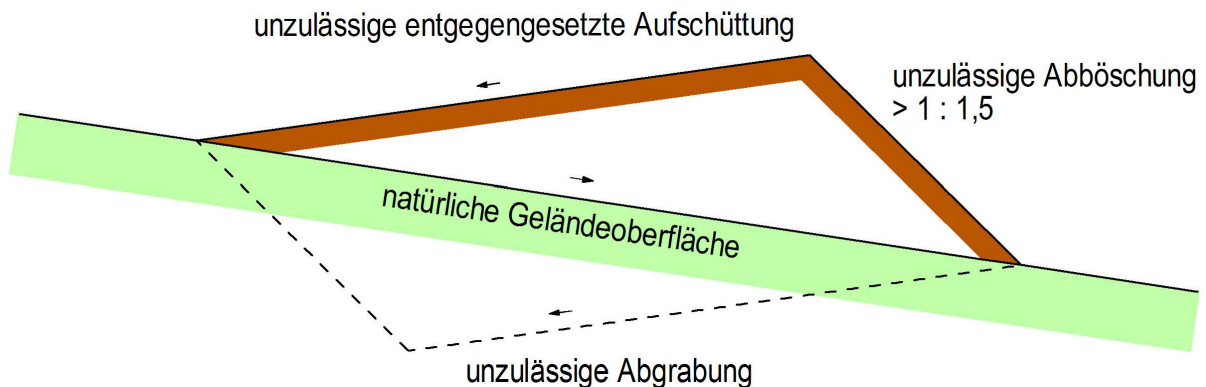 unzulässige entgegengesetzte Aufschüttung
unzulässige Abböschung
> 1 : 1,5
natürliche Geländeoberfläche
unzulässige Abgrabung